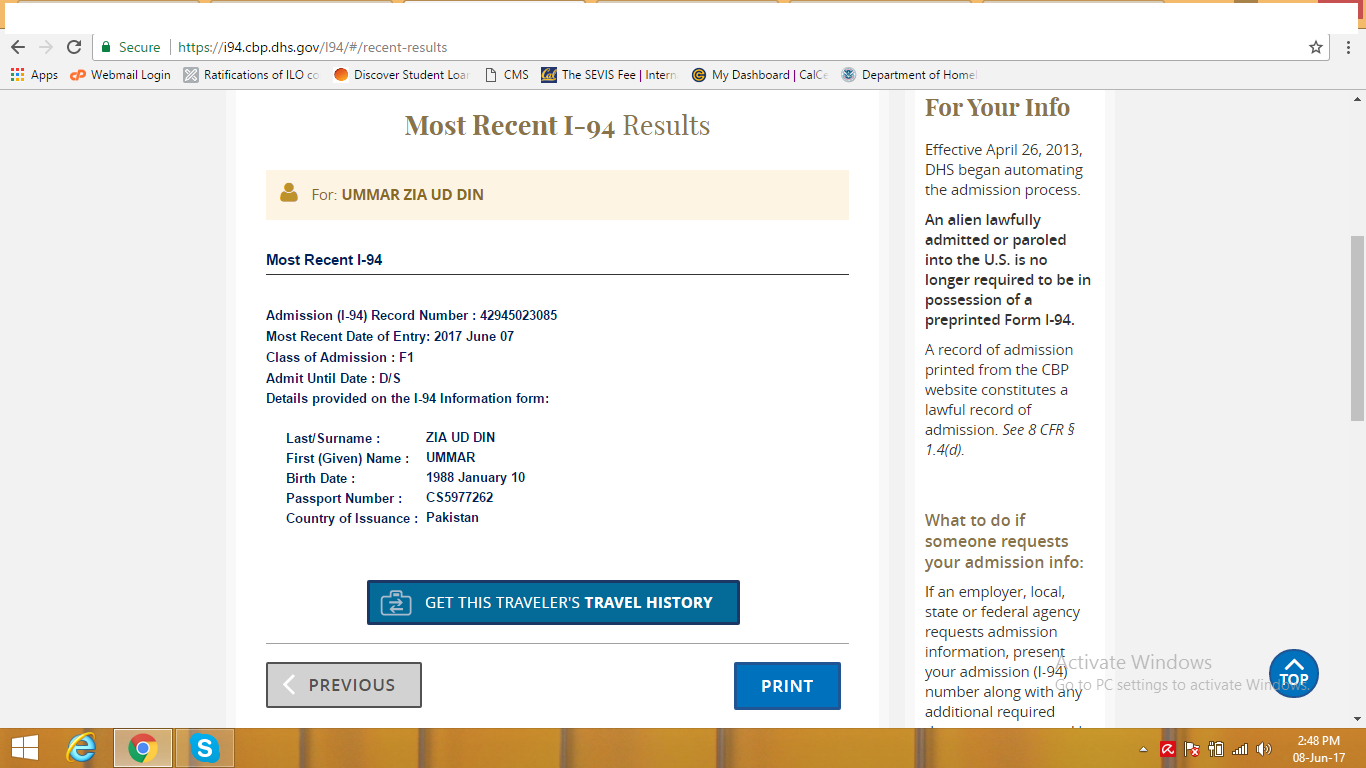 Secure | https://i94.cbp.dhs.gov/I94/#/recent-results
Apps Webmail Login Ratifications of ILO co Discover Student Loan CMS The SEVIS Fee | Intern My Dashboard | CalCe Department of Homel
Most Recent I-94 Results
For: UMMAR ZIA UD DIN
Most Recent I-94
Admission (I-94) Record Number : 42945023085
Most Recent Date of Entry: 2017 June 07
Class of Admission : F1
Admit Until Date : D/S
Details provided on the I-94 Information form:
Last/Surname : ZIA UD DIN
First (Given) Name : UMMAR
Birth Date : 1988 January 10
Passport Number : CS5977262
Country of Issuance : Pakistan
GET THIS TRAVELER'S TRAVEL HISTORY
PREVIOUS
PRINT
For Your Info
Effective April 26, 2013,
DHS began automating
the admission process.
An alien lawfully
admitted or paroled
into the U.S. is no
longer required to be in
possession of a
preprinted Form I-94.
A record of admission
printed from the CBP
website constitutes a
lawful record of
admission. See 8 CFR §
1.4(d).
What to do if
someone requests
your admission info:
If an employer, local,
state or federal agency
requests admission
information, present
your admission (I-94)
number along with any
additional required
Activate Windows
Go to PC settings to activate Windows.
TOP
2:48 PM
08-Jun-17